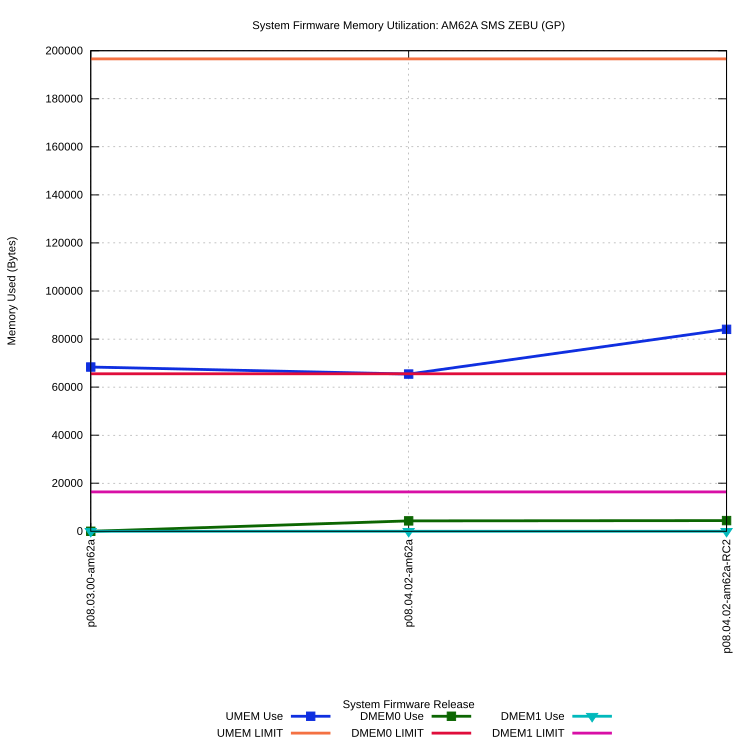 System Firmware Memory Utilization: AM62A SMS ZEBU (GP)
200000
180000
160000
140000
120000
100000
80000
60000
40000
20000
0
Memory Used (Bytes)
p08.03.00-am62a
p08.04.02-am62a
p08.04.02-am62a-RC2
System Firmware Release
UMEM Use DMEM0 Use DMEM1 Use
UMEM LIMIT DMEM0 LIMIT DMEM1 LIMIT